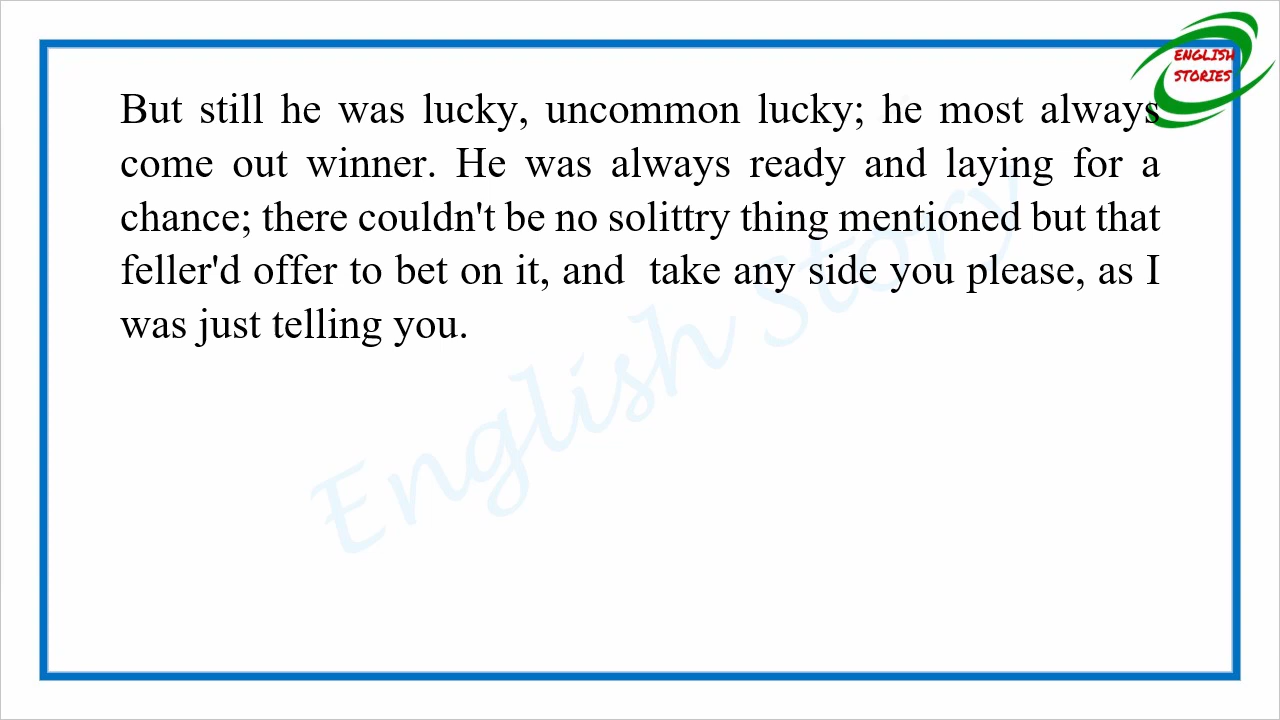 ENGLISH
STORIES
But still he was lucky, uncommon lucky; he most always
come out winner. He was always ready and laying for a
chance; there couldn't be no solittry thing mentioned but that
feller'd offer to bet on it, and  take any side you please, as I
was just telling you.
English Story